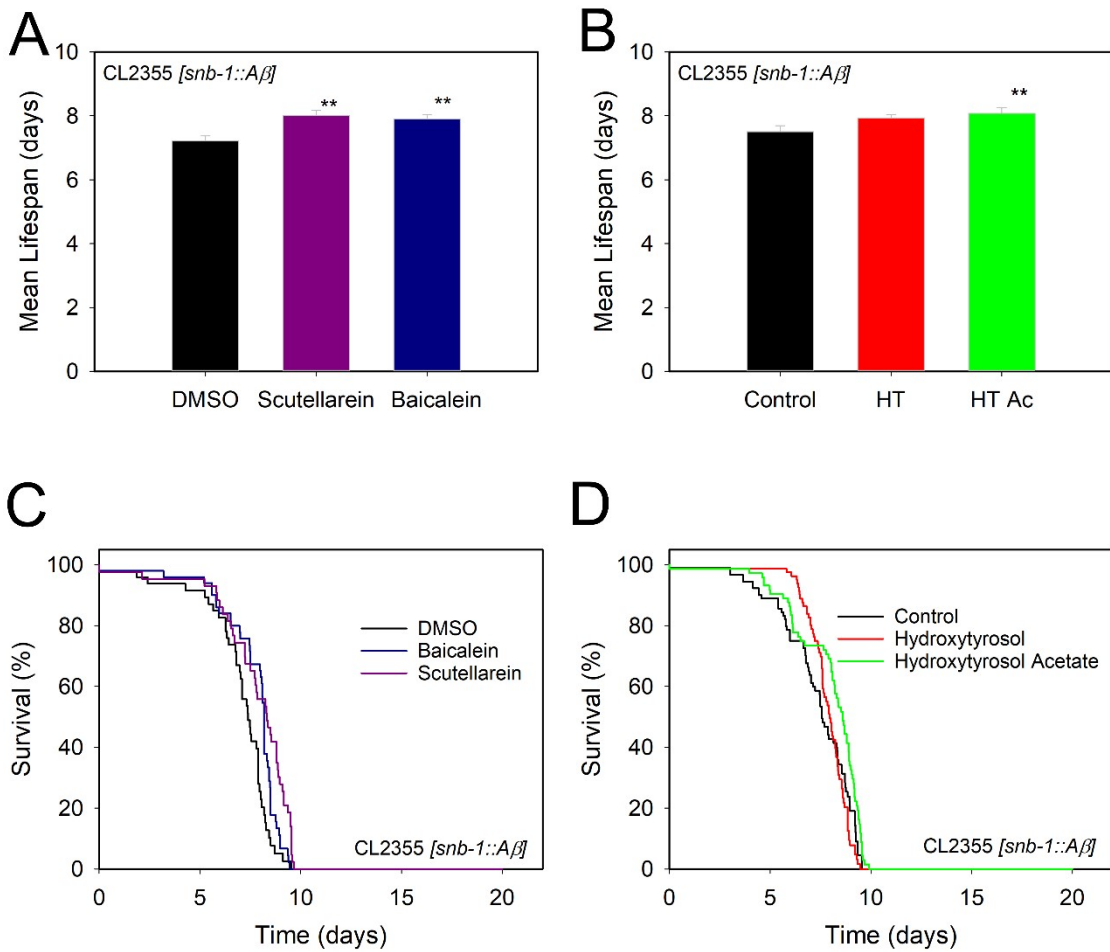 A
CL2355 [snb-1::Aβ]
Mean Lifespan (days)
10
8
6
4
2
0
**
**
DMSO
Scutellarein
Baicalein
B
CL2355 [snb-1::Aβ]
Mean Lifespan (days)
10
8
6
4
2
0
**
Control
HT
HT Ac
C
Survival (%)
100
80
60
40
20
0
DMSO
Baicalein
Scutellarein
CL2355 [snb-1::Aβ]
0
5
10
15
20
Time (days)
D
Survival (%)
100
80
60
40
20
0
Control
Hydroxytyrosol
Hydroxytyrosol Acetate
CL2355 [snb-1::Aβ]
0
5
10
15
20
Time (days)